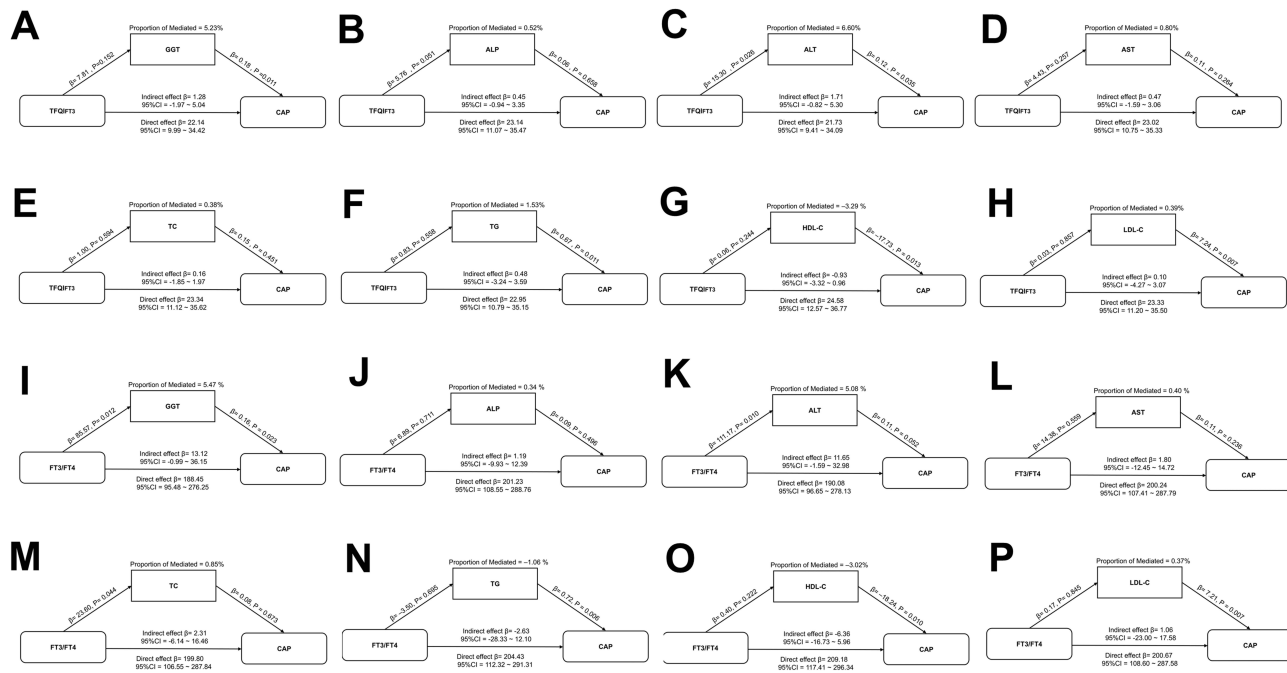 A
Proportion of Mediated = 5.23%
GGT
β= 7.81, P=0.152
β= 0.18 , P =0.011
TFQIFT3
Indirect effect β= 1.28
95%CI = -1.97 ~ 5.04
CAP
Direct effect β= 22.14
95%CI = 9.99 ~ 34.42
B
Proportion of Mediated = 0.52%
ALP
β= 5.76, P=0.051
β= 0.06 , P = 0.658
TFQIFT3
Indirect effect β= 0.45
95%CI = -0.94 ~ 3.35
CAP
Direct effect β= 23.14
95%CI = 11.07 ~ 35.47
C
Proportion of Mediated = 6.60%
ALT
β= 15.30, P= 0.026
β= 0.12 , P = 0.035
TFQIFT3
Indirect effect β= 1.71
95%CI = -0.82 ~ 5.30
CAP
Direct effect β= 21.73
95%CI = 9.41 ~ 34.09
D
Proportion of Mediated = 0.80%
AST
β= 4.43, P= 0.257
β= 0.11 , P = 0.264
TFQIFT3
Indirect effect β= 0.47
95%CI = -1.59 ~ 3.06
CAP
Direct effect β= 23.02
95%CI = 10.75 ~ 35.33
E
Proportion of Mediated = 0.38%
TC
β= 1.00, P= 0.594
β= 0.15 , P = 0.451
TFQIFT3
Indirect effect β= 0.16
95%CI = -1.85 ~ 1.97
CAP
Direct effect β= 23.34
95%CI = 11.12 ~ 35.62
F
Proportion of Mediated = 1.53%
TG
β= 0.83, P= 0.558
β= 0.67 , P = 0.011
TFQIFT3
Indirect effect β= 0.48
95%CI = -3.24 ~ 3.59
CAP
Direct effect β= 22.95
95%CI = 10.79 ~ 35.15
G
Proportion of Mediated = –3.29 %
HDL-C
β= 0.06, P= 0.244
β= –17.73 , P = 0.013
TFQIFT3
Indirect effect β= -0.93
95%CI = -3.32 ~ 0.96
CAP
Direct effect β= 24.58
95%CI = 12.57 ~ 36.77
H
Proportion of Mediated = 0.39%
LDL-C
β= 0.03, P= 0.857
β= 7.24, P = 0.007
TFQIFT3
Indirect effect β= 0.10
95%CI = -4.27 ~ 3.07
CAP
Direct effect β= 23.33
95%CI = 11.20 ~ 35.50
I
Proportion of Mediated = 5.47 %
GGT
β= 85.57, P= 0.012
β= 0.16, P = 0.023
FT3/FT4
Indirect effect β= 13.12
95%CI = -0.99 ~ 36.15
CAP
Direct effect β= 188.45
95%CI = 95.48 ~ 276.25
J
Proportion of Mediated = 0.34 %
ALP
β= 6.89, P= 0.711
β= 0.09, P = 0.496
FT3/FT4
Indirect effect β= 1.19
95%CI = -9.93 ~ 12.39
CAP
Direct effect β= 201.23
95%CI = 108.55 ~ 288.76
K
Proportion of Mediated = 5.08 %
ALT
β= 111.17, P= 0.010
β= 0.11, P = 0.052
FT3/FT4
Indirect effect β= 11.65
95%CI = -1.59 ~ 32.98
CAP
Direct effect β= 190.08
95%CI = 96.65 ~ 278.13
L
Proportion of Mediated = 0.40 %
AST
β= 14.38, P= 0.559
β= 0.11, P = 0.236
FT3/FT4
Indirect effect β= 1.80
95%CI = -12.45 ~ 14.72
CAP
Direct effect β= 200.24
95%CI = 107.41 ~ 287.79
M
Proportion of Mediated = 0.85%
TC
β= 23.60, P= 0.044
β= 0.08, P = 0.673
FT3/FT4
Indirect effect β= 2.31
95%CI = -6.14 ~ 16.46
CAP
Direct effect β= 199.80
95%CI = 106.55 ~ 287.84
N
Proportion of Mediated = –1.06 %
TG
β= –3.50, P= 0.695
β= 0.72, P = 0.006
FT3/FT4
Indirect effect β= -2.63
95%CI = -28.33 ~ 12.10
CAP
Direct effect β= 204.43
95%CI = 112.32 ~ 291.31
O
Proportion of Mediated = –3.02%
HDL-C
β= 0.40, P= 0.222
β= –18.24, P = 0.010
FT3/FT4
Indirect effect β= -6.36
95%CI = -16.73 ~ 5.96
CAP
Direct effect β= 209.18
95%CI = 117.41 ~ 296.34
P
Proportion of Mediated = 0.37%
LDL-C
β= 0.17, P= 0.845
β= 7.21, P = 0.007
FT3/FT4
Indirect effect β= 1.06
95%CI = -23.00 ~ 17.58
CAP
Direct effect β= 200.67
95%CI = 108.60 ~ 287.58